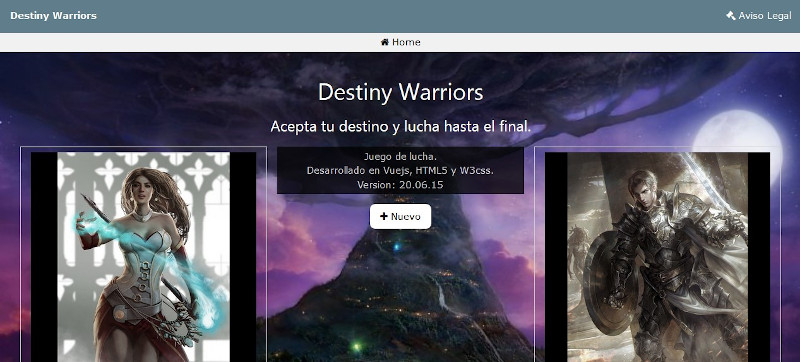 Destiny Warriors
Aviso Legal
Home
Destiny Warriors
Acepta tu destino y lucha hasta el final.
Juego de lucha.
Desarrollado en Vuejs, HTML5 y W3css.
Version: 20.06.15
Nuevo